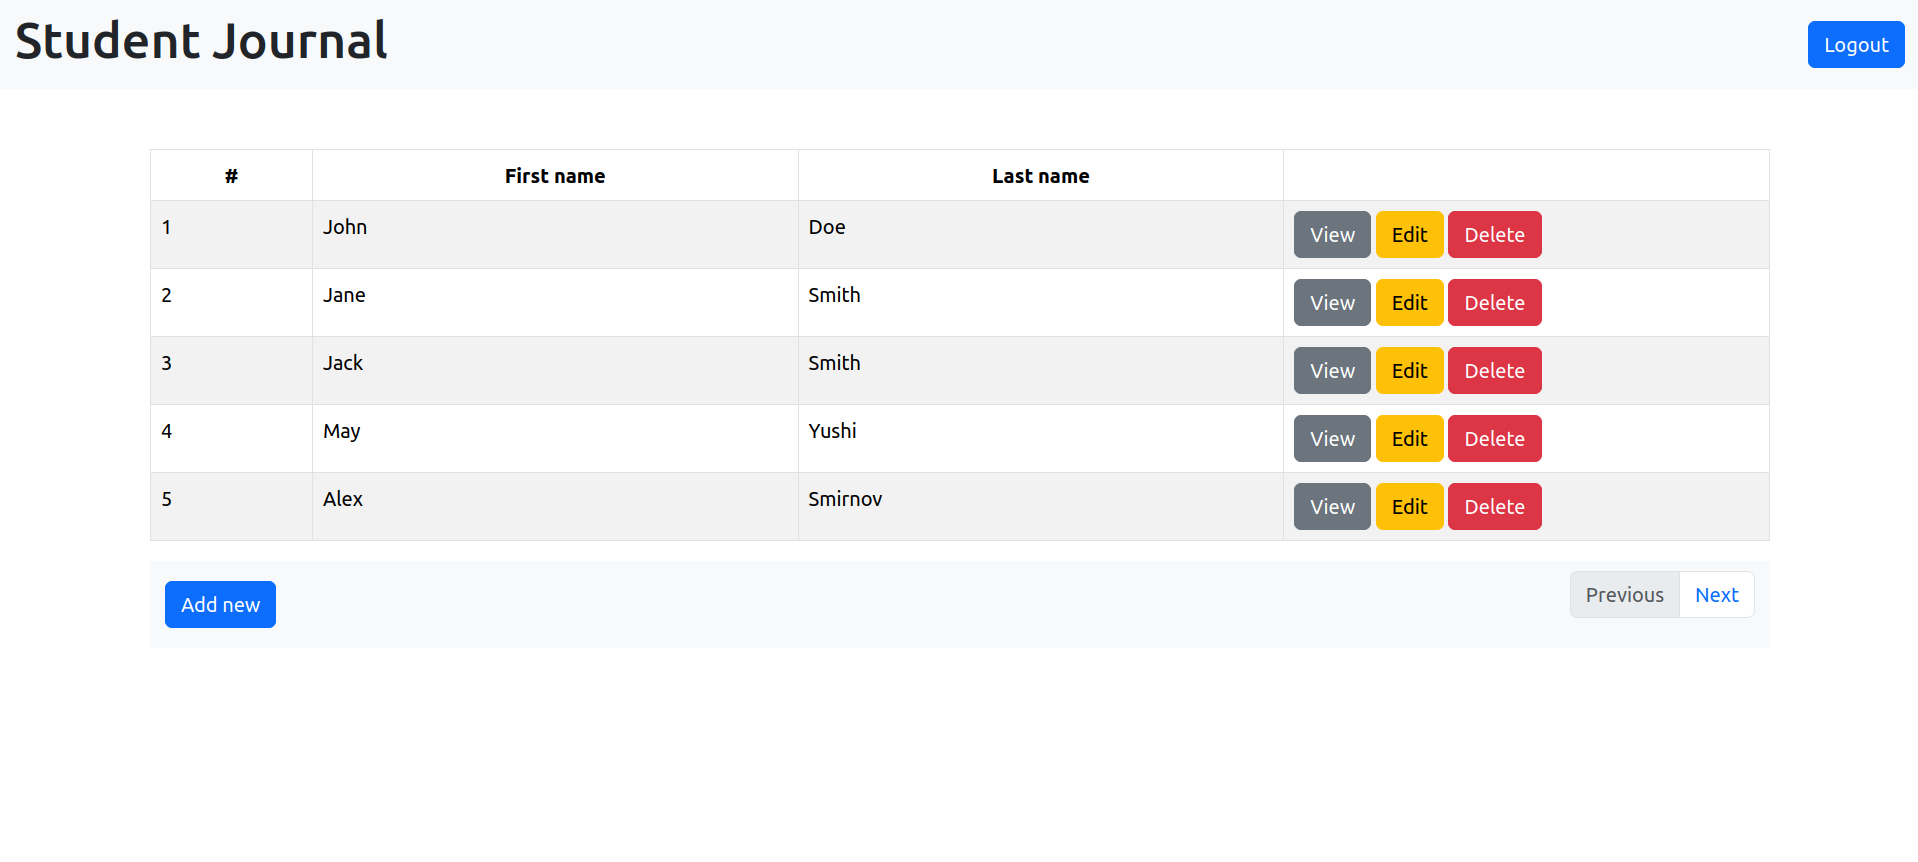 Student Journal Logout
# First name Last name
1 John Doe View Edit Delete
2 Jane Smith View Edit Delete
3 Jack Smith View Edit Delete
4 May Yushi View Edit Delete
5 Alex Smirnov View Edit Delete
Add new Previous Next